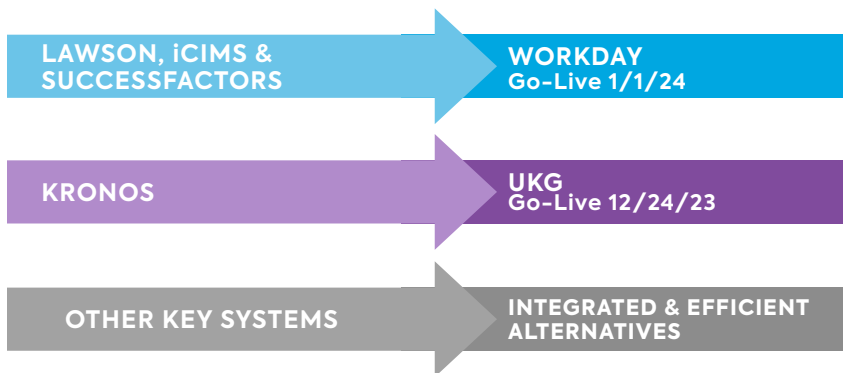 LAWSON, iCIMS &
SUCCESSFACTORS
WORKDAY
Go-Live 1/1/24
KRONOS
UKG
Go-Live 12/24/23
OTHER KEY SYSTEMS
INTEGRATED & EFFICIENT
ALTERNATIVES